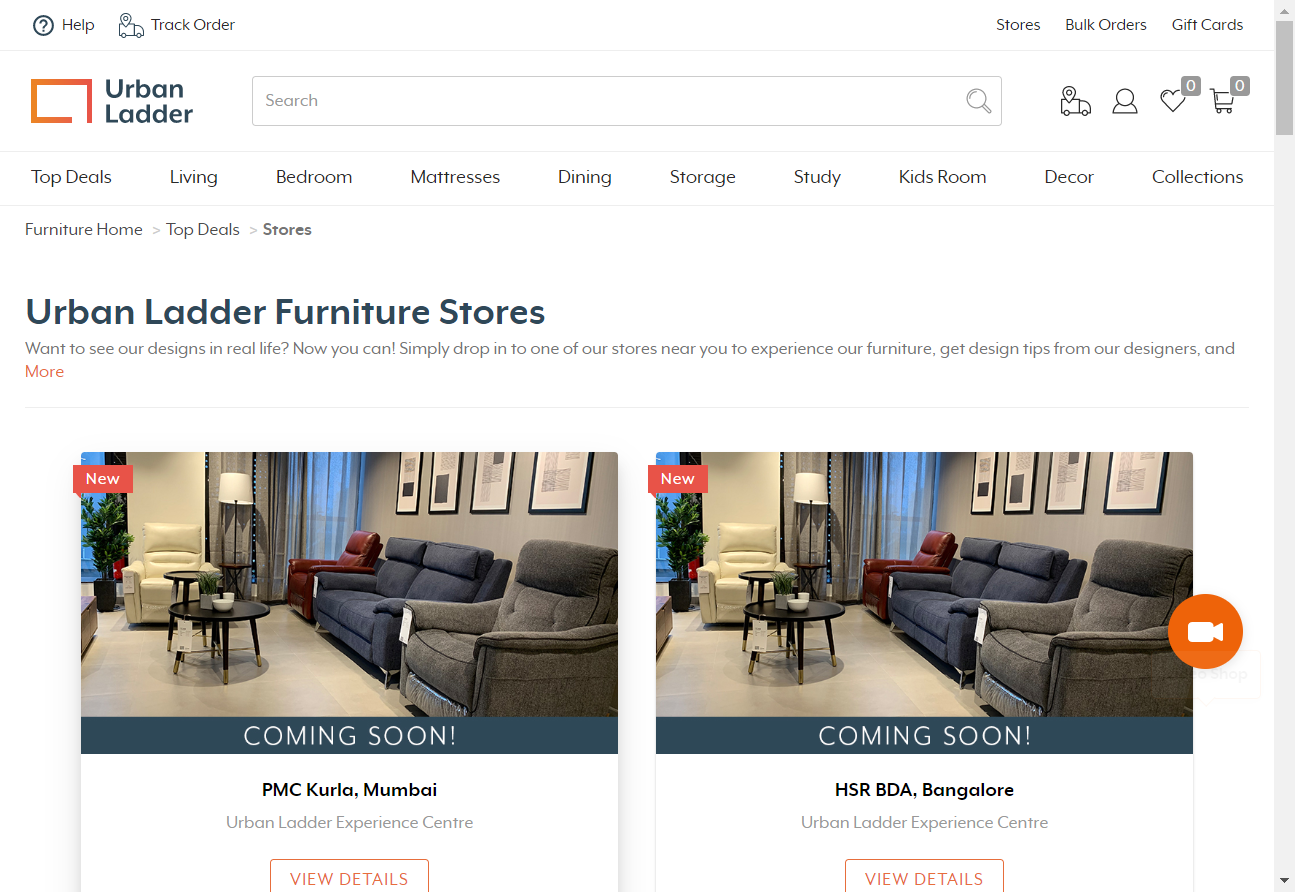 Help
Track Order
Stores
Bulk Orders
Gift Cards
Urban
Ladder
Search
0
0
Top Deals
Living
Bedroom
Mattresses
Dining
Storage
Study
Kids Room
Decor
Collections
Furniture Home > Top Deals > Stores
Urban Ladder Furniture Stores
Want to see our designs in real life? Now you can! Simply drop in to one of our stores near you to experience our furniture, get design tips from our designers, and
More
New
COMING SOON!
PMC Kurla, Mumbai
Urban Ladder Experience Centre
VIEW DETAILS
New
COMING SOON!
HSR BDA, Bangalore
Urban Ladder Experience Centre
VIEW DETAILS
Shop